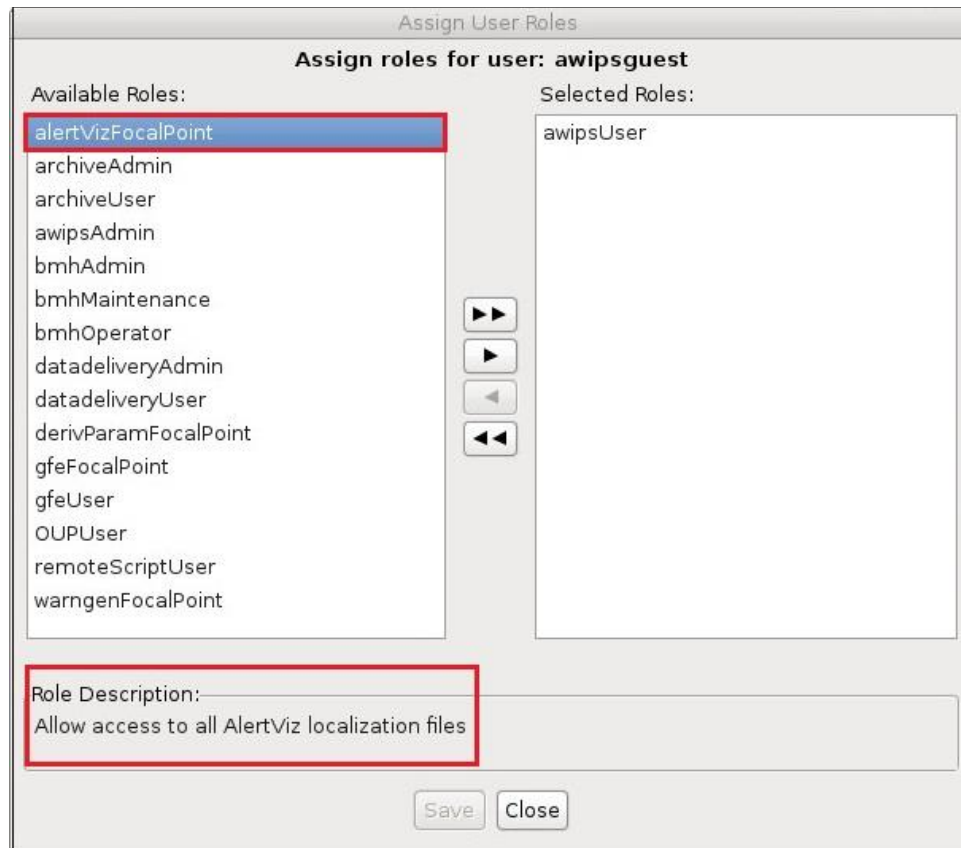 Assign User Roles
Assign roles for user: awipsguest
Available Roles:
alertVizFocalPoint
archiveAdmin
archiveUser
awipsAdmin
bmhAdmin
bmhMaintenance
bmhOperator
datadeliveryAdmin
datadeliveryUser
derivParamFocalPoint
gfeFocalPoint
gfeUser
OUPUser
remoteScriptUser
warngenFocalPoint
Selected Roles:
awipsUser
Role Description:
Allow access to all AlertViz localization files
Save
Close